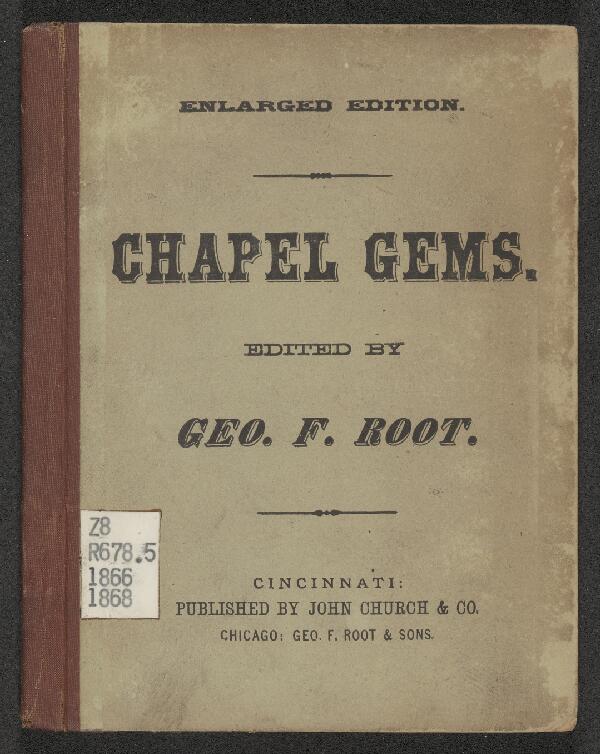 ENLARGED EDITION.
CHAPEL GEMS.
EDITED BY
GEO. F. ROOT.
Z8
R678.5
1866
1868
CINCINNATI:
PUBLISHED BY JOHN CHURCH & CO.
CHICAGO: GEO. F. ROOT & SONS.